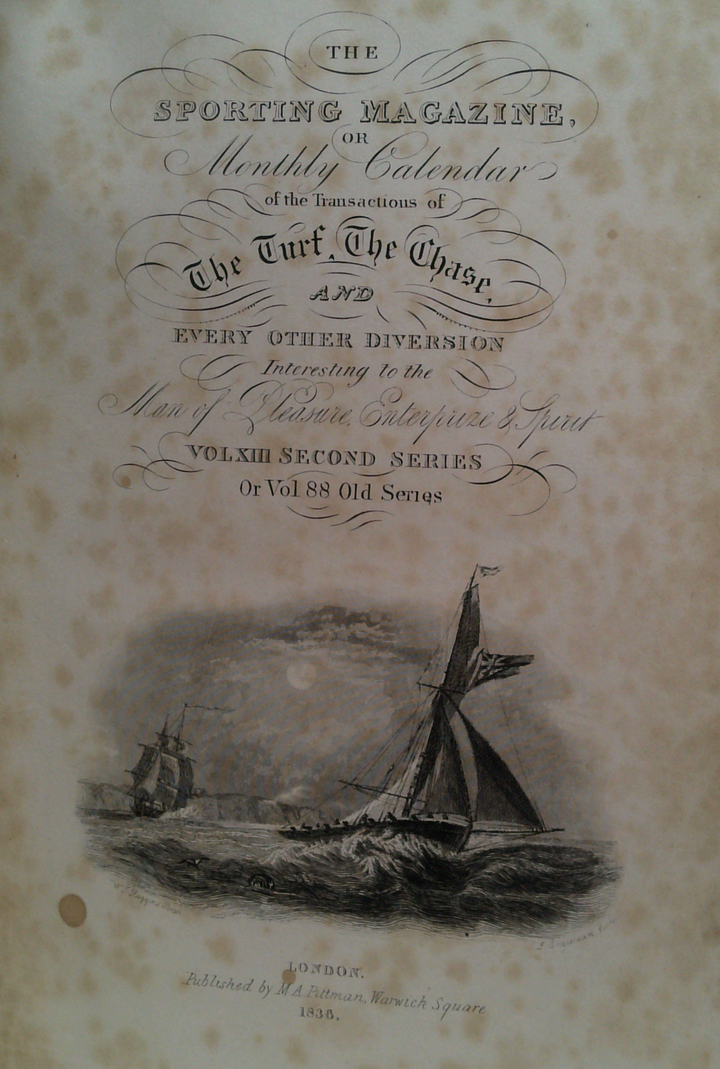 THE
SPORTING MAGAZINE,
OR
Monthly Calendar
of the Transactions of
The Turf, The Chase,
AND
EVERY OTHER DIVERSION
Interesting to the
Man of Pleasure, Enterprize & Spirit
VOL XIII SECOND SERIES
Or Vol 88 Old Series
LONDON.
Published by M A Pittman, Warwick Square
1836.